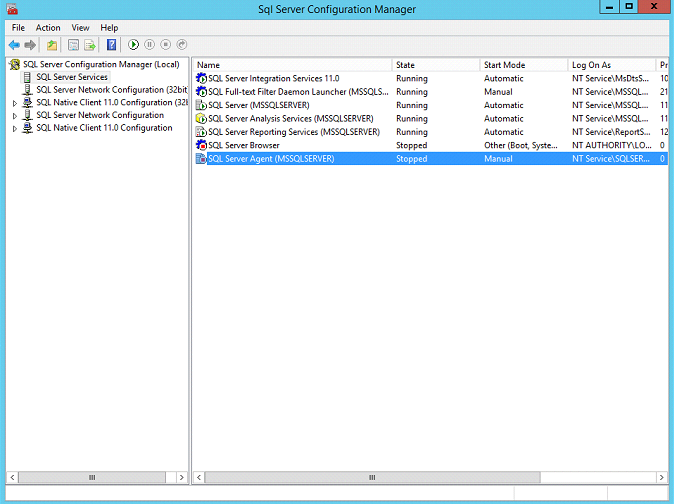 Sql Server Configuration Manager
File Action View Help
SQL Server Configuration Manager (Local)
SQL Server Services
SQL Server Network Configuration (32bit
SQL Native Client 11.0 Configuration (32b
SQL Server Network Configuration
SQL Native Client 11.0 Configuration
Name State Start Mode Log On As Pr
SQL Server Integration Services 11.0 Running Automatic NT Service\MsDtsS... 10
SQL Full-text Filter Daemon Launcher (MSSQLS... Running Manual NT Service\MSSQL... 21
SQL Server (MSSQLSERVER) Running Automatic NT Service\MSSQL... 11
SQL Server Analysis Services (MSSQLSERVER) Running Automatic NT Service\MSSQL... 11
SQL Server Reporting Services (MSSQLSERVER) Running Automatic NT Service\ReportS... 12
SQL Server Browser Stopped Other (Boot, Syste... NT AUTHORITY\LO... 0
SQL Server Agent (MSSQLSERVER) Stopped Manual NT Service\SQLSER... 0